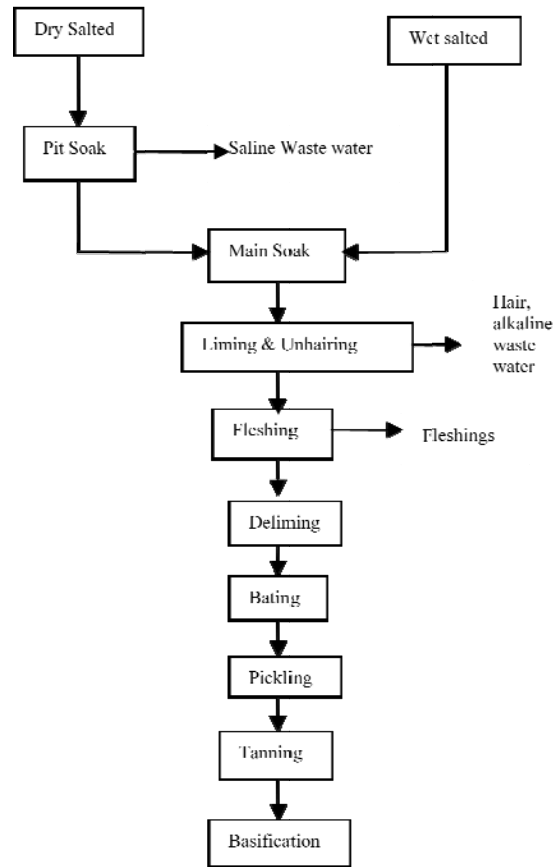 Dry Salted
Wet salted
Pit Soak
Saline Waste water
Main Soak
Hair,
alkaline
waste
water
Liming & Unhairing
Fleshing
Fleshings
Deliming
Bating
Pickling
Tanning
Basification